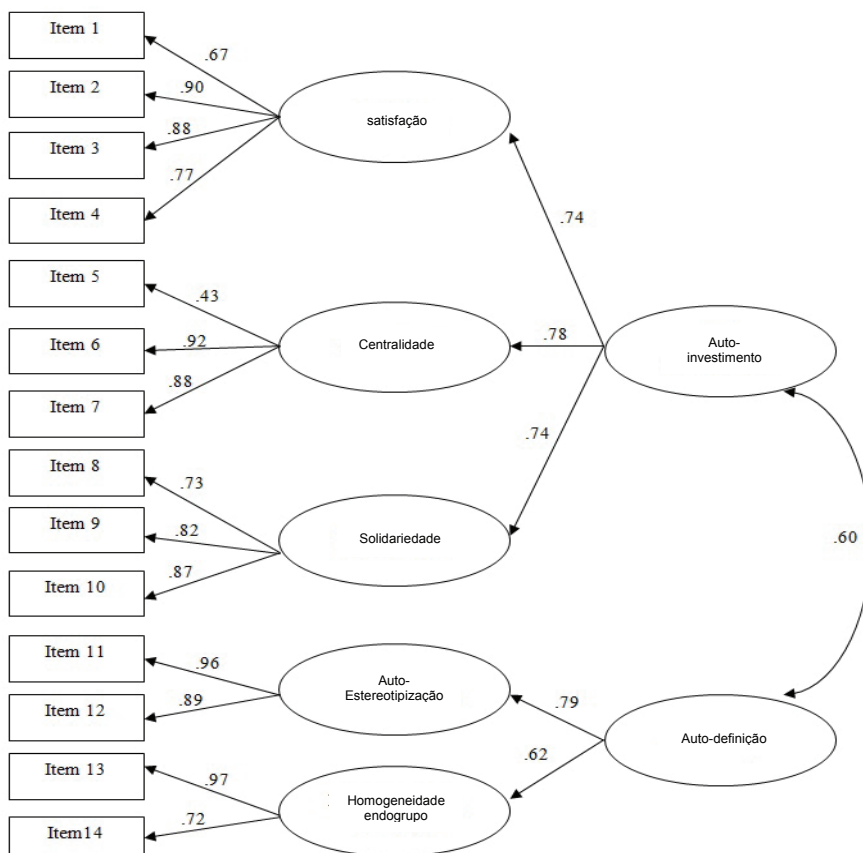 Item 1
.67
Item 2
.90
satisfação
Item 3
.88
.77
Item 4
.74
Item 5
.43
Item 6
.92
Centralidade
.78
Auto-
investimento
.88
Item 7
.74
Item 8
.73
Item 9
.82
Solidariedade
.60
.87
Item 10
Item 11
.96
Auto-
Estereotipização
.89
Item 12
.79
Auto-definição
.62
Item 13
.97
Homogeneidade
endogrupo
.72
Item14